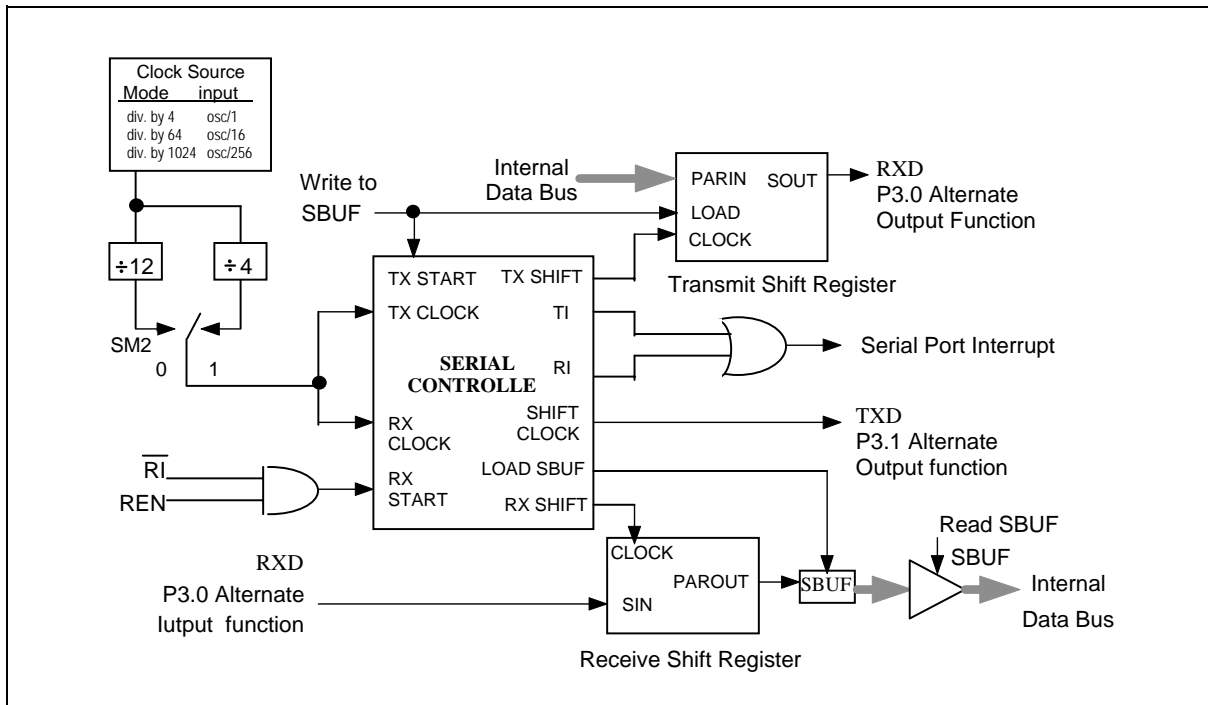 Clock Source
Mode input
div. by 4 osc/1
div. by 64 osc/16
div. by 1024 osc/256
÷12
÷4
SM2
0 1
Write to
SBUF
Internal
Data Bus
PARIN SOUT
LOAD
CLOCK
Transmit Shift Register
RXD
P3.0 Alternate
Output Function
TX START TX SHIFT
TX CLOCK TI
SERIAL
CONTROLLE
RI
SHIFT
CLOCK
RX
CLOCK
LOAD SBUF
RX
START
RX SHIFT
Serial Port Interrupt
TXD
P3.1 Alternate
Output function
RI
REN
RXD
P3.0 Alternate
Iutput function
CLOCK
PAROUT
SIN
Receive Shift Register
SBUF
Read SBUF
SBUF
Internal
Data Bus